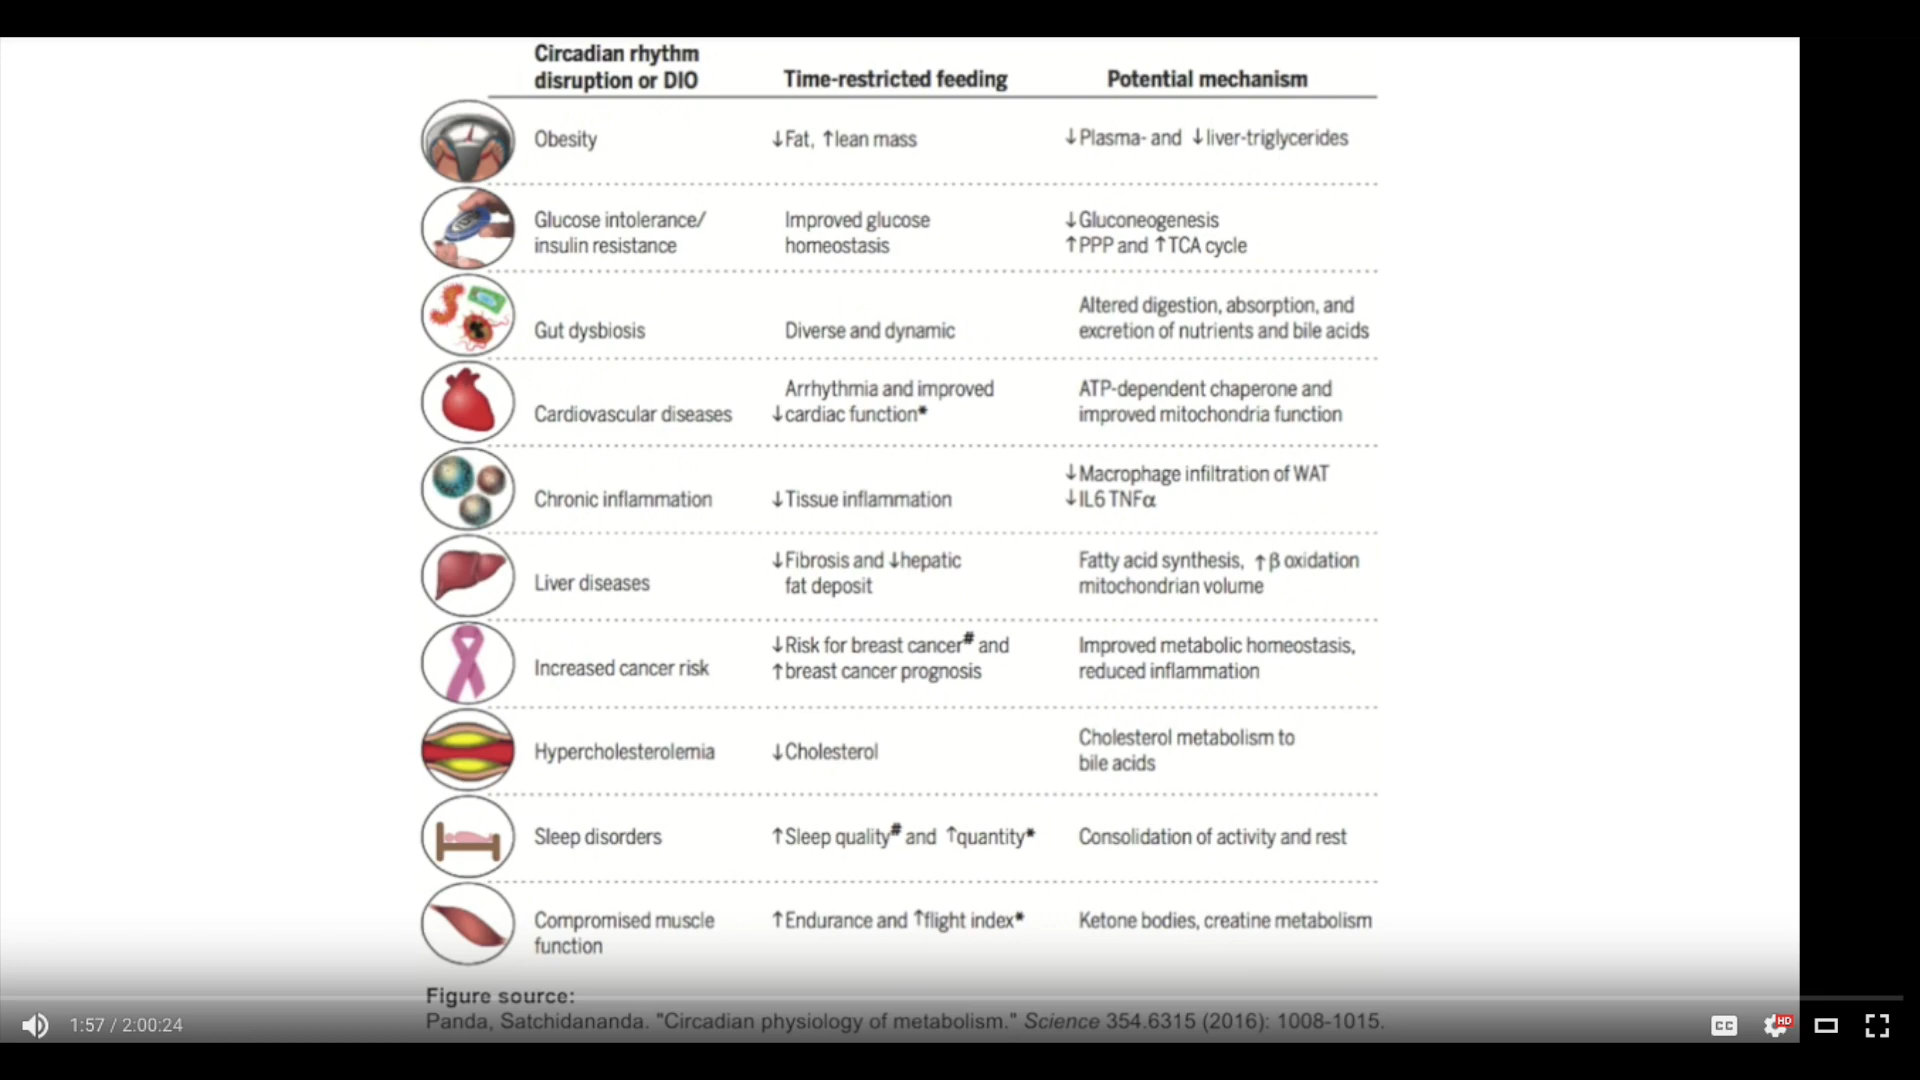 Circadian rhythm
disruption or DIO
Time-restricted feeding
Potential mechanism
Obesity
↓Fat, ↑lean mass
↓Plasma- and ↓liver-triglycerides
Glucose intolerance/
insulin resistance
Improved glucose
homeostasis
↓Gluconeogenesis
↑PPP and ↑TCA cycle
Gut dysbiosis
Diverse and dynamic
Altered digestion, absorption, and
excretion of nutrients and bile acids
Cardiovascular diseases
Arrhythmia and improved
↓cardiac function*
ATP-dependent chaperone and
improved mitochondria function
Chronic inflammation
↓Tissue inflammation
↓Macrophage infiltration of WAT
↓IL6 TNFα
Liver diseases
↓Fibrosis and ↓hepatic
fat deposit
Fatty acid synthesis, ↑β oxidation
mitochondrian volume
Increased cancer risk
↓Risk for breast cancer# and
↑breast cancer prognosis
Improved metabolic homeostasis,
reduced inflammation
Hypercholesterolemia
↓Cholesterol
Cholesterol metabolism to
bile acids
Sleep disorders
↑Sleep quality# and ↑quantity*
Consolidation of activity and rest
Compromised muscle
function
↑Endurance and ↑flight index*
Ketone bodies, creatine metabolism
Figure source:
Panda, Satchidananda. "Circadian physiology of metabolism." Science 354.6315 (2016): 1008-1015.
1:57 / 2:00:24
CC
HD